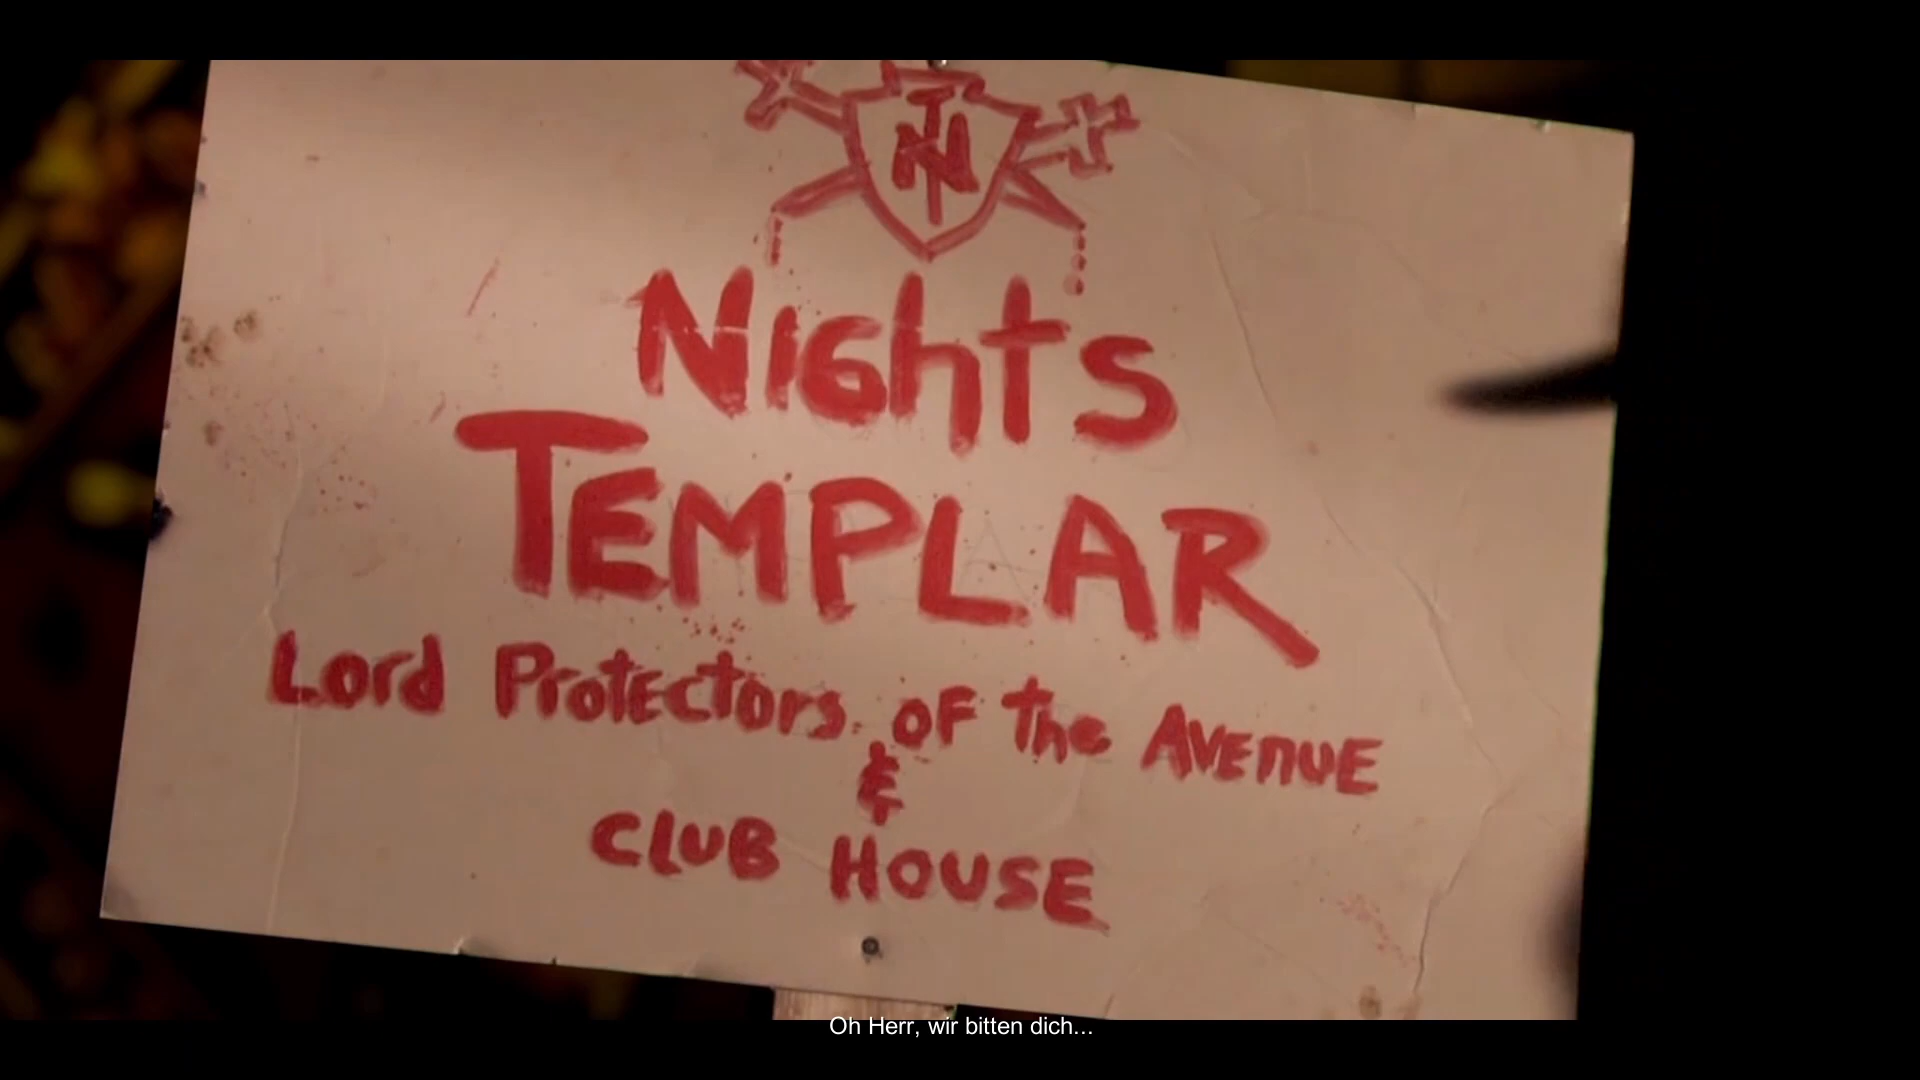 TN
Nights
TEMPLAR
Lord Protectors of the AVENUE
&
CLUB HOUSE
Oh Herr, wir bitten dich...